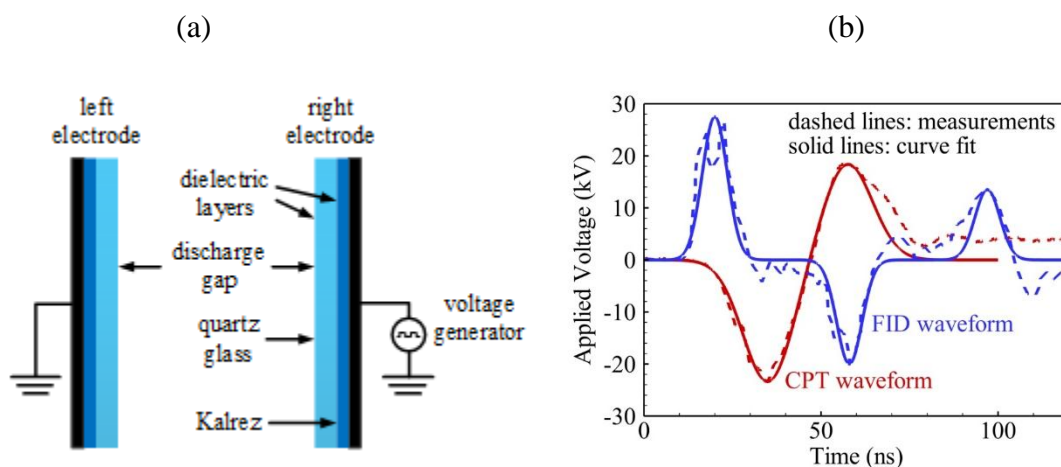 (a)
(b)
left
electrode
right
electrode
dielectric
layers
discharge
gap
quartz
glass
Kalrez
voltage
generator
30
20
10
0
-10
-20
-30
Applied Voltage (kV)
dashed lines: measurements
solid lines: curve fit
FID waveform
CPT waveform
0
50
100
Time (ns)